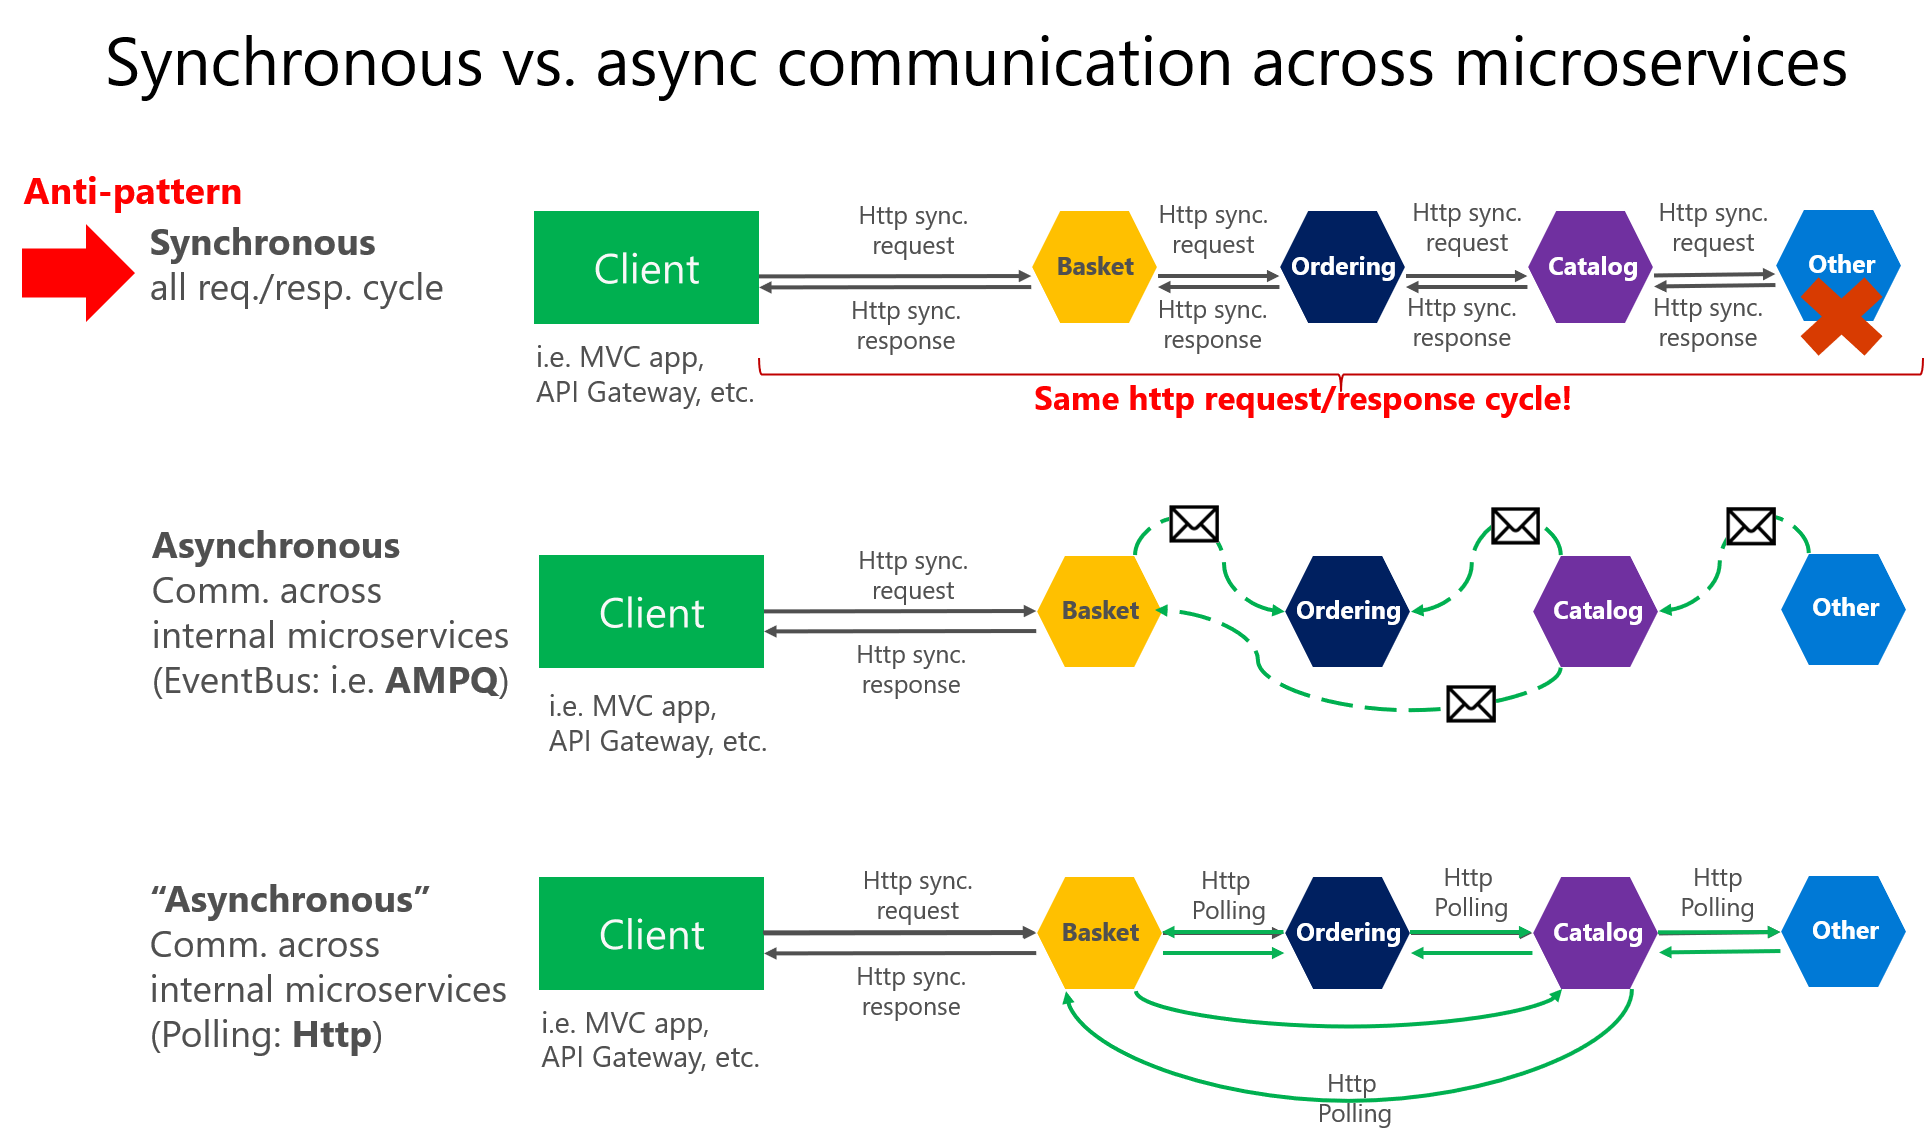 Synchronous vs. async communication across microservices
Anti-pattern
Synchronous
all req./resp. cycle
Client
i.e. MVC app,
API Gateway, etc.
Http sync.
request
Http sync.
response
Basket
Http sync.
request
Http sync.
response
Ordering
Http sync.
request
Http sync.
response
Catalog
Http sync.
request
Http sync.
response
Other
Same http request/response cycle!
Asynchronous
Comm. across
internal microservices
(EventBus: i.e. AMPQ)
Client
i.e. MVC app,
API Gateway, etc.
Http sync.
request
Http sync.
response
Basket
Ordering
Catalog
Other
“Asynchronous”
Comm. across
internal microservices
(Polling: Http)
Client
i.e. MVC app,
API Gateway, etc.
Http sync.
request
Http sync.
response
Basket
Http
Polling
Ordering
Http
Polling
Catalog
Http
Polling
Other
Http
Polling